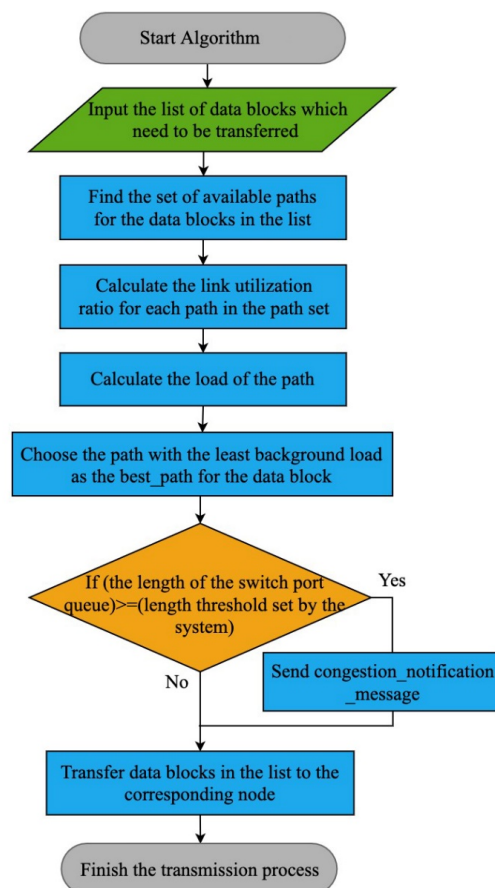 Start Algorithm
Input the list of data blocks which
need to be transferred
Find the set of available paths
for the data blocks in the list
Calculate the link utilization
ratio for each path in the path set
Calculate the load of the path
Choose the path with the least background load
as the best_path for the data block
If (the length of the switch port
queue)>=(length threshold set by the
system)
Yes
No
Send congestion_notification
_message
Transfer data blocks in the list to the
corresponding node
Finish the transmission process